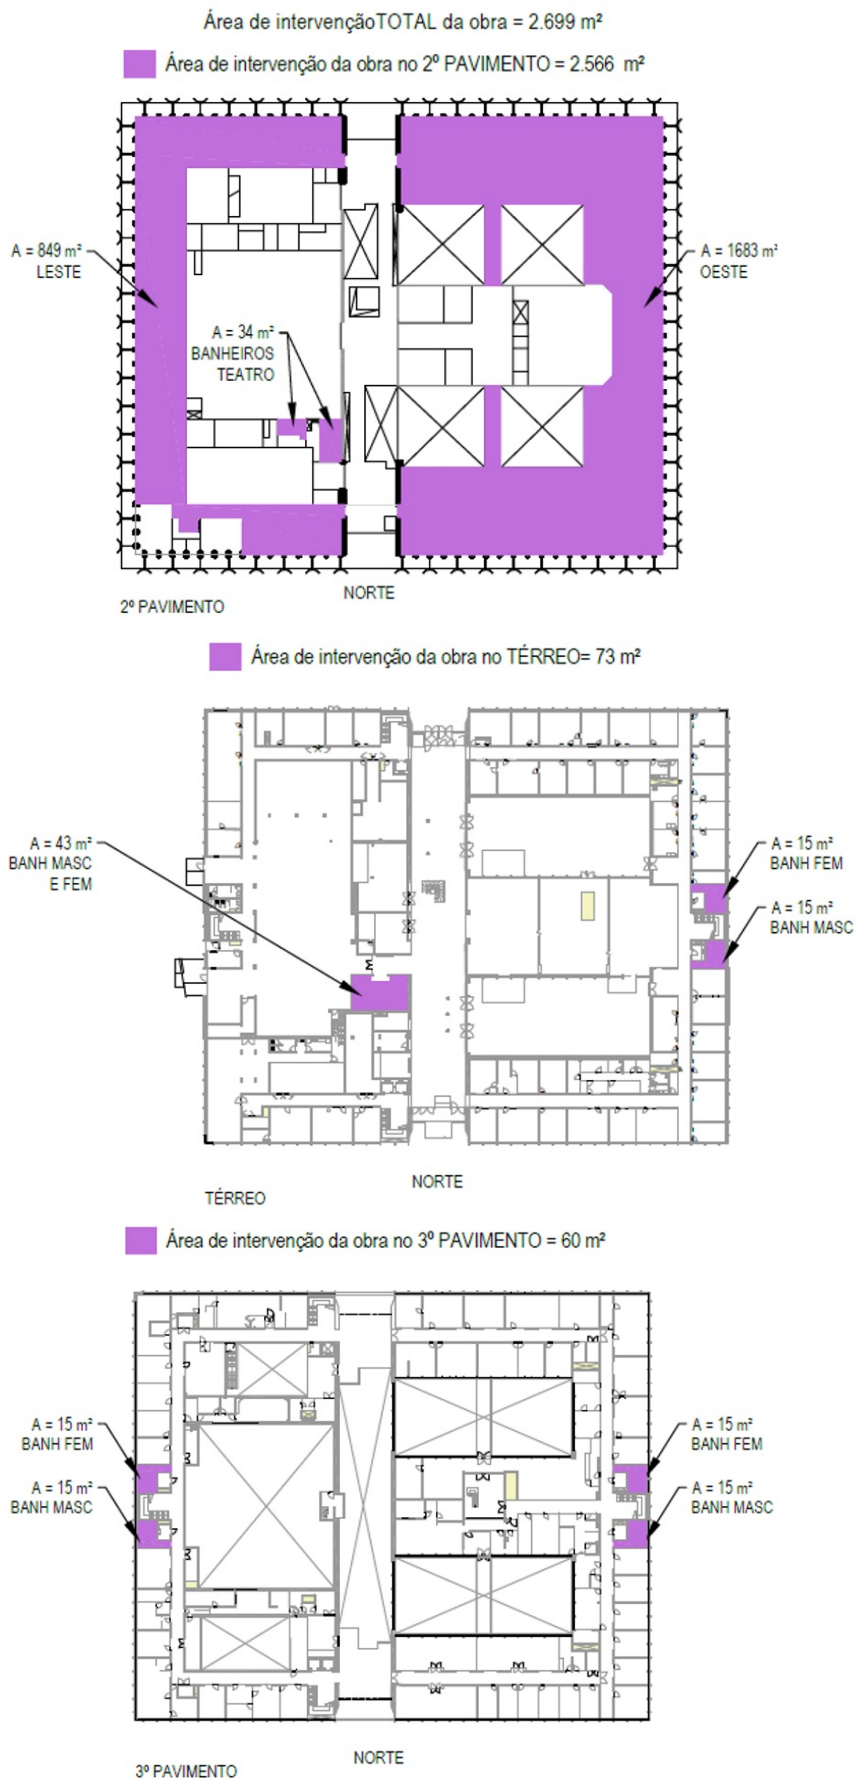 Área de intervençãoTOTAL da obra = 2.699 m²
Área de intervenção da obra no 2º PAVIMENTO = 2.566 m²
A = 849 m²
LESTE
A = 1683 m²
OESTE
A = 34 m²
BANHEIROS
TEATRO
NORTE
2º PAVIMENTO
Área de intervenção da obra no TÉRREO= 73 m²
A = 43 m²
BANH MASC
E FEM
A = 15 m²
BANH FEM
A = 15 m²
BANH MASC
NORTE
TÉRREO
Área de intervenção da obra no 3º PAVIMENTO = 60 m²
A = 15 m²
BANH FEM
A = 15 m²
BANH MASC
A = 15 m²
BANH FEM
A = 15 m²
BANH MASC
NORTE
3º PAVIMENTO